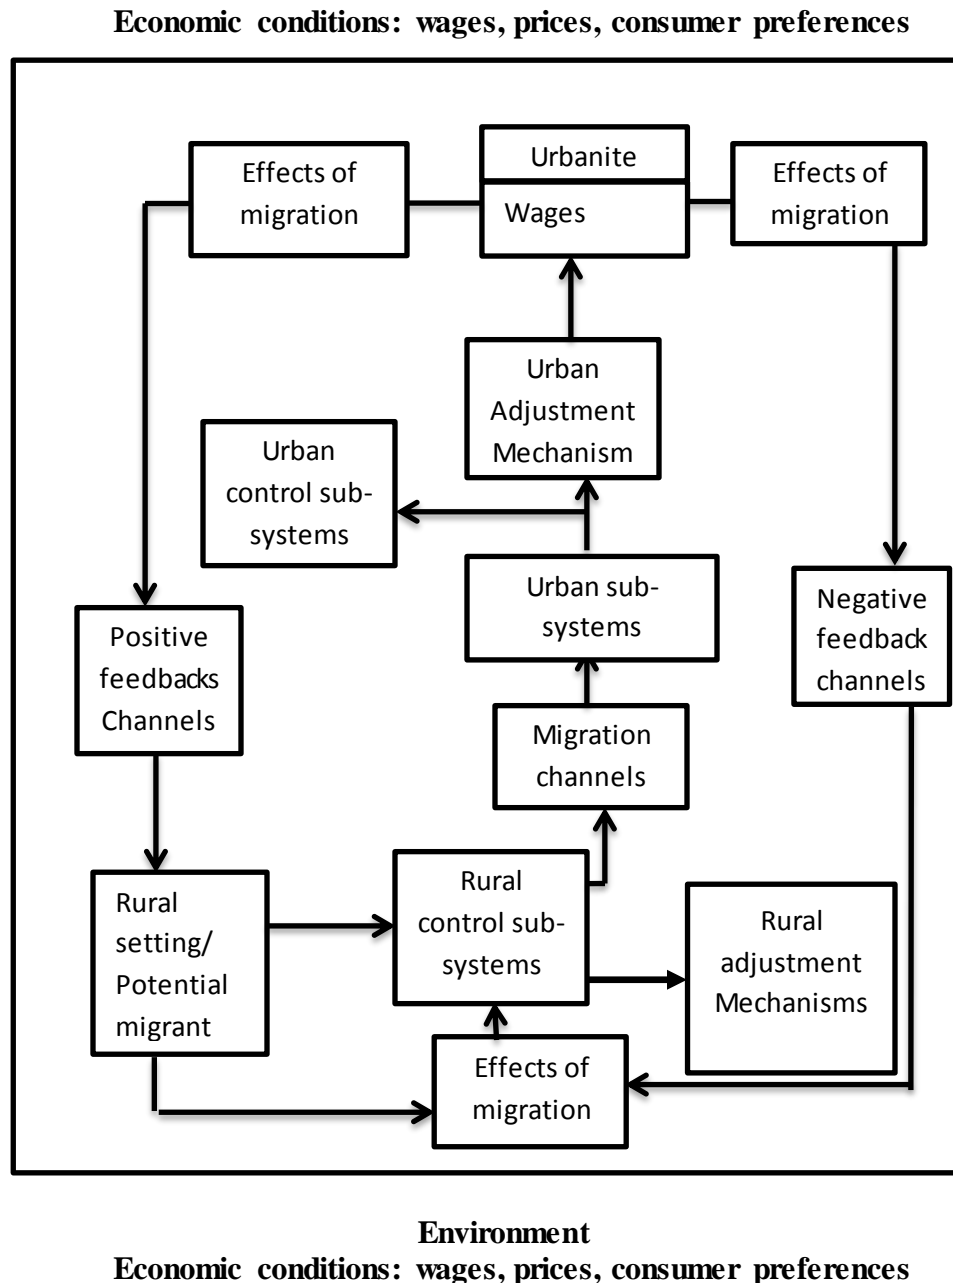 Economic conditions: wages, prices, consumer preferences
Effects of
migration
Urbanite
Wages
Effects of
migration
Urban
Adjustment
Mechanism
Urban
control sub-
systems
Urban sub-
systems
Negative
feedback
channels
Positive
feedbacks
Channels
Migration
channels
Rural
setting/
Potential
migrant
Rural
control sub-
systems
Rural
adjustment
Mechanisms
Effects of
migration
Environment
Economic conditions: wages, prices, consumer preferences